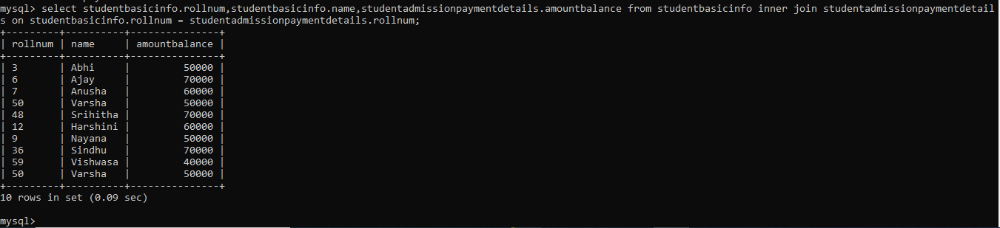 mysql> select studentbasicinfo.rollnum,studentbasicinfo.name,studentadmissionpaymentdetails.amountbalance from studentbasicinfo inner join studentadmissionpaymentdetail
s on studentbasicinfo.rollnum = studentadmissionpaymentdetails.rollnum;
+---------+----------+---------------+
| rollnum | name     | amountbalance |
+---------+----------+---------------+
| 3       | Abhi     |         50000 |
| 6       | Ajay     |         70000 |
| 7       | Anusha   |         60000 |
| 50      | Varsha   |         50000 |
| 48      | Srihitha |         70000 |
| 12      | Harshini |         60000 |
| 9       | Nayana   |         50000 |
| 36      | Sindhu   |         70000 |
| 59      | Vishwasa |         40000 |
| 50      | Varsha   |         50000 |
+---------+----------+---------------+
10 rows in set (0.09 sec)
mysql>